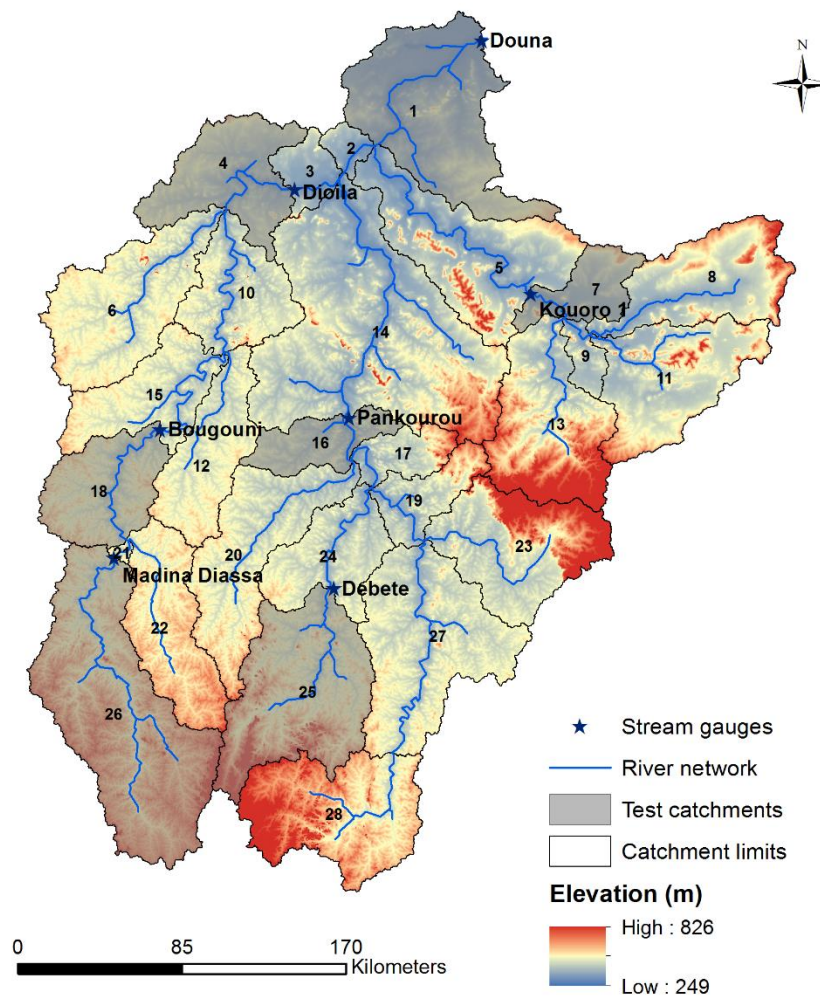 Douna
N
1
2
4
3
Dioila
5
8
7
6
10
Kouoro 1
14
9
11
15
Pankourou
13
Bougouni
16
17
12
18
19
20
24
23
21
Madina Diassa
Debete
22
27
25
26
28
Stream gauges
River network
Test catchments
Catchment limits
Elevation (m)
High : 826
Low : 249
0 85 170
Kilometers